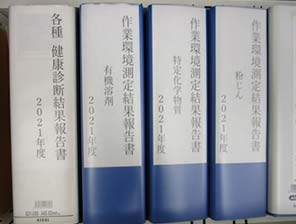 各種 健康診断結果報告書
2021年度
作業環境測定結果報告書
有機溶剤
2021年度
作業環境測定結果報告書
特定化学物質
2021年度
作業環境測定結果報告書
粉じん
2021年度